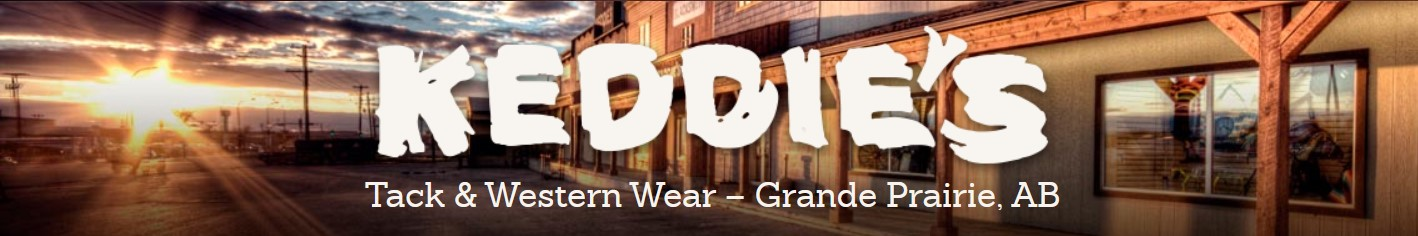 KEDDIE'S
Tack & Western Wear – Grande Prairie, AB